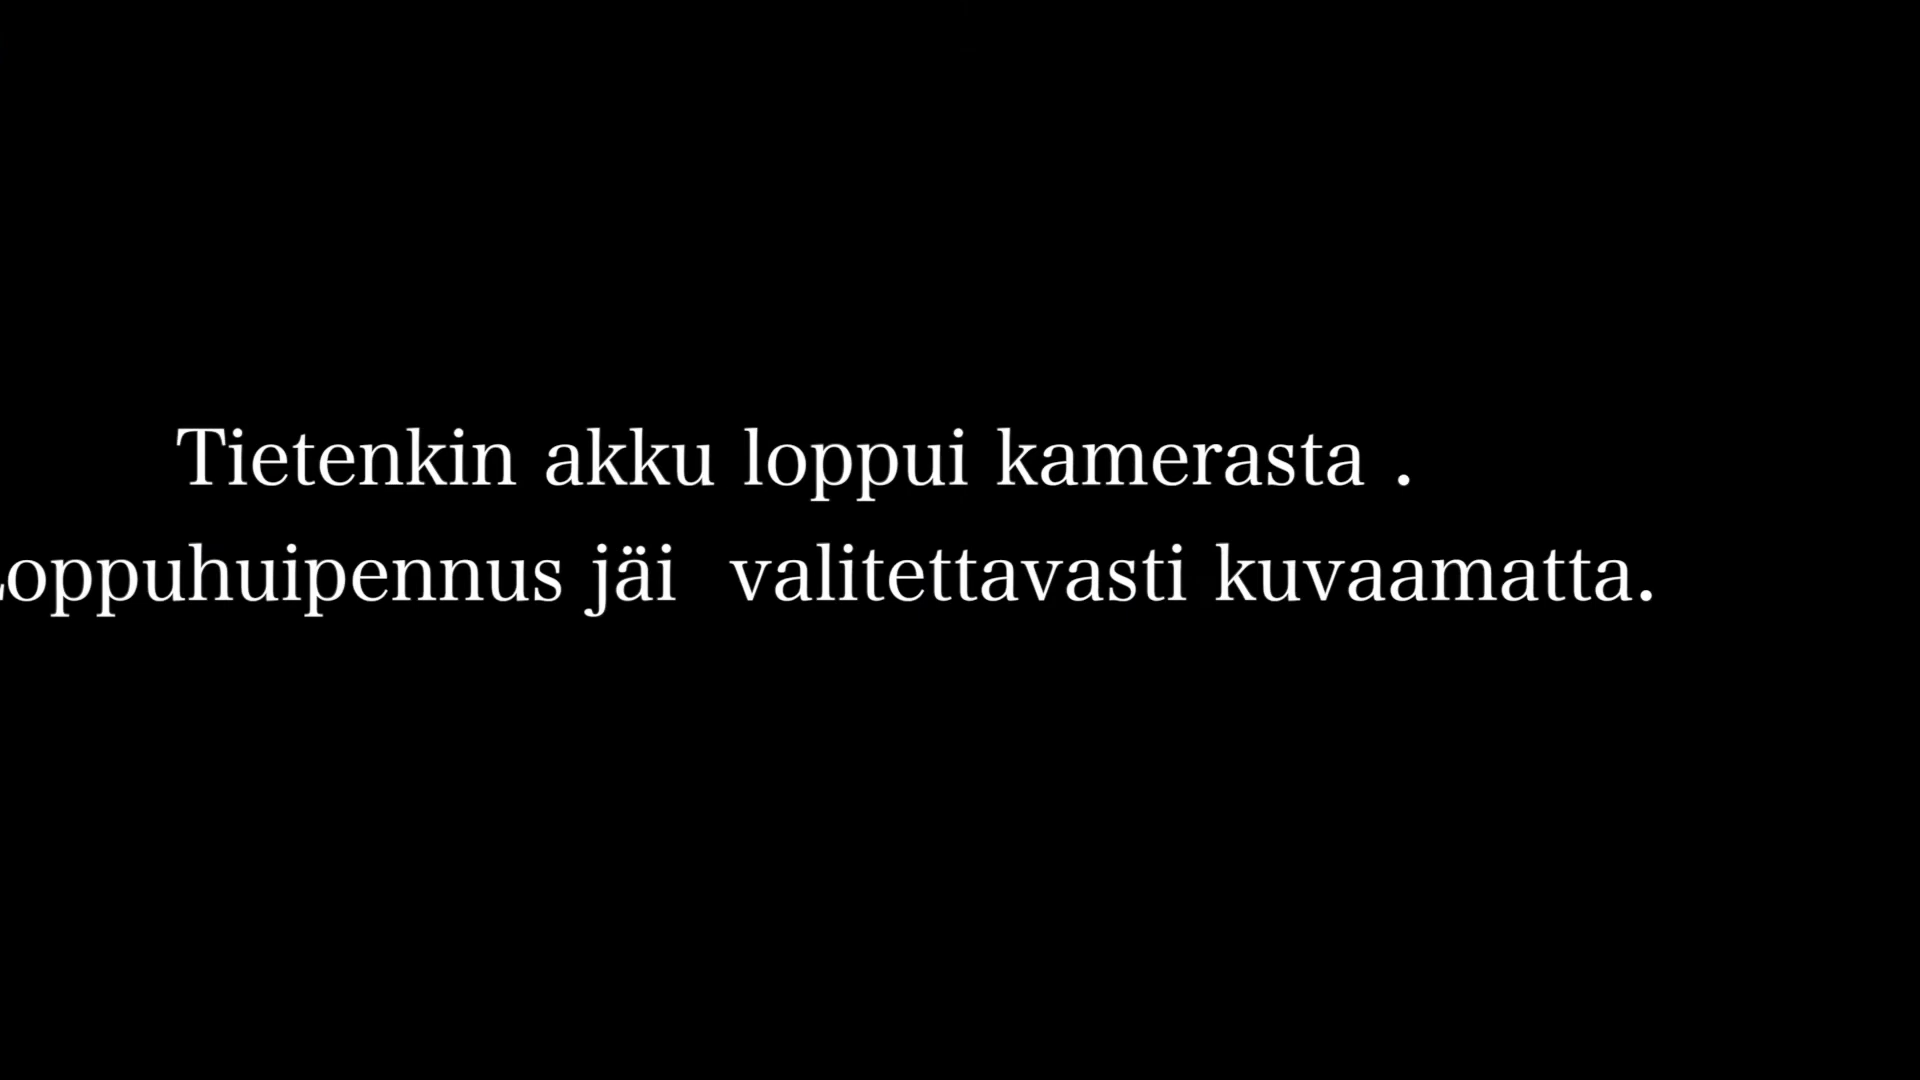 Tietenkin akku loppui kamerasta .
Loppuhuipennus jäi  valitettavasti kuvaamatta.